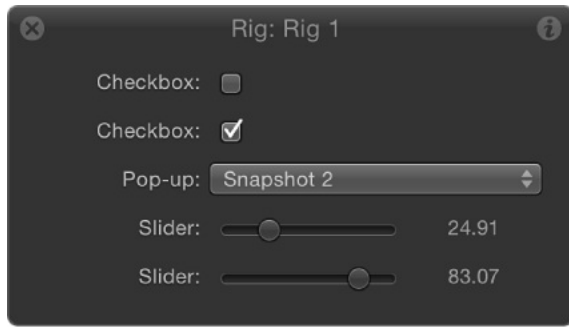 Rig: Rig 1
Checkbox:
Checkbox:
Pop-up: Snapshot 2
Slider: 24.91
Slider: 83.07